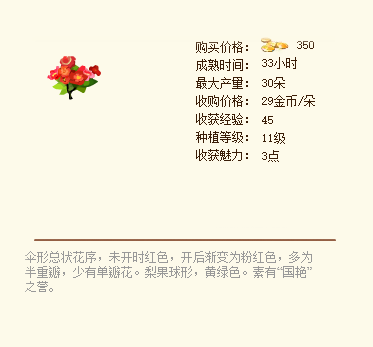 购买价格： 350
成熟时间： 33小时
最大产量： 30朵
收购价格： 29金币/朵
收获经验： 45
种植等级： 11级
收获魅力： 3点
伞形总状花序，未开时红色，开后渐变为粉红色，多为
半重瓣，少有单瓣花。梨果球形，黄绿色。素有“国艳”
之誉。